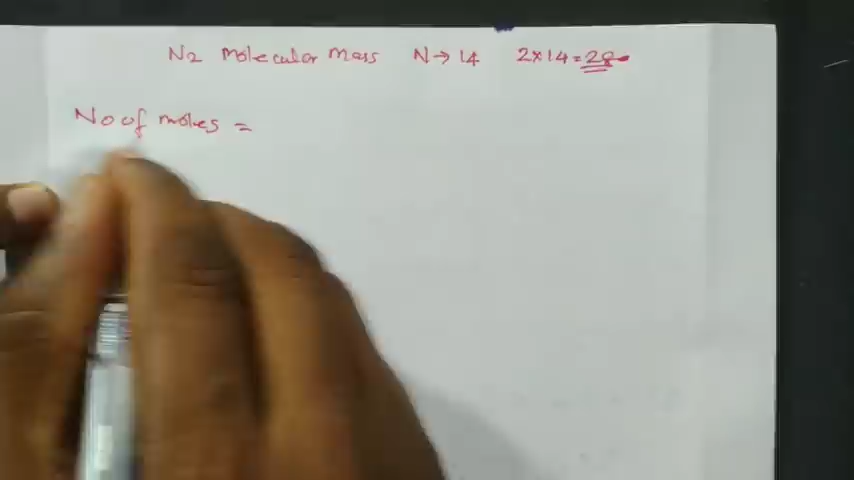 N2 Molecular Mass N → 14 2×14 = 28
No of moles =